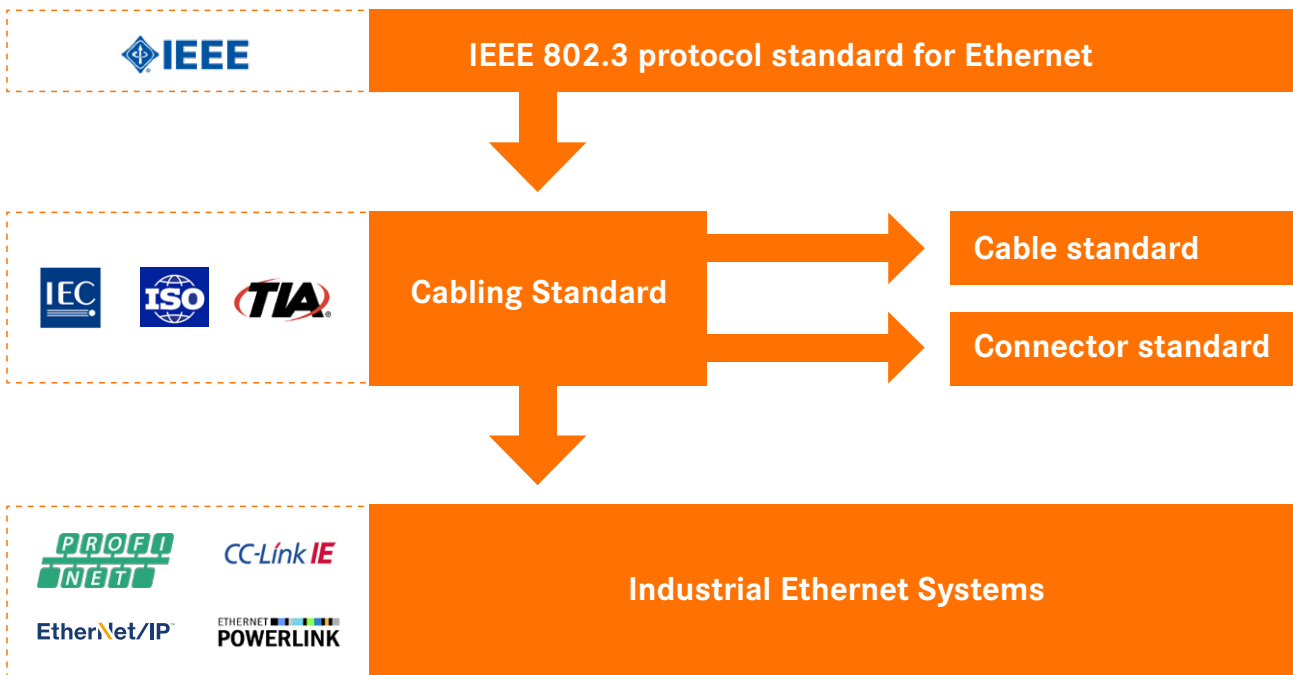 IEEE
IEEE 802.3 protocol standard for Ethernet
IEC
ISO
TIA
Cabling Standard
Cable standard
Connector standard
PROFI
NET
CC-Línk IE
EtherNet/IP
ETHERNET
POWERLINK
Industrial Ethernet Systems